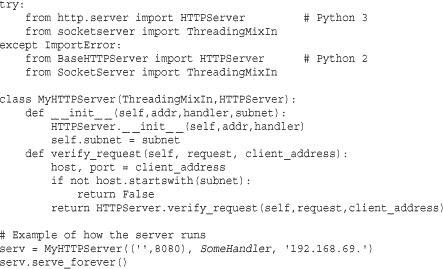 try:
    from http.server import HTTPServer         # Python 3
    from socketserver import ThreadingMixIn
except ImportError:
    from BaseHTTPServer import HTTPServer      # Python 2
    from SocketServer import ThreadingMixIn

class MyHTTPServer(ThreadingMixIn,HTTPServer):
    def __init__(self,addr,handler,subnet):
        HTTPServer.__init__(self,addr,handler)
        self.subnet = subnet
    def verify_request(self, request, client_address):
        host, port = client_address
        if not host.startswith(subnet):
            return False
        return HTTPServer.verify_request(self,request,client_address)

# Example of how the server runs
serv = MyHTTPServer(('',8080), SomeHandler, '192.168.69.')
serv.serve_forever()